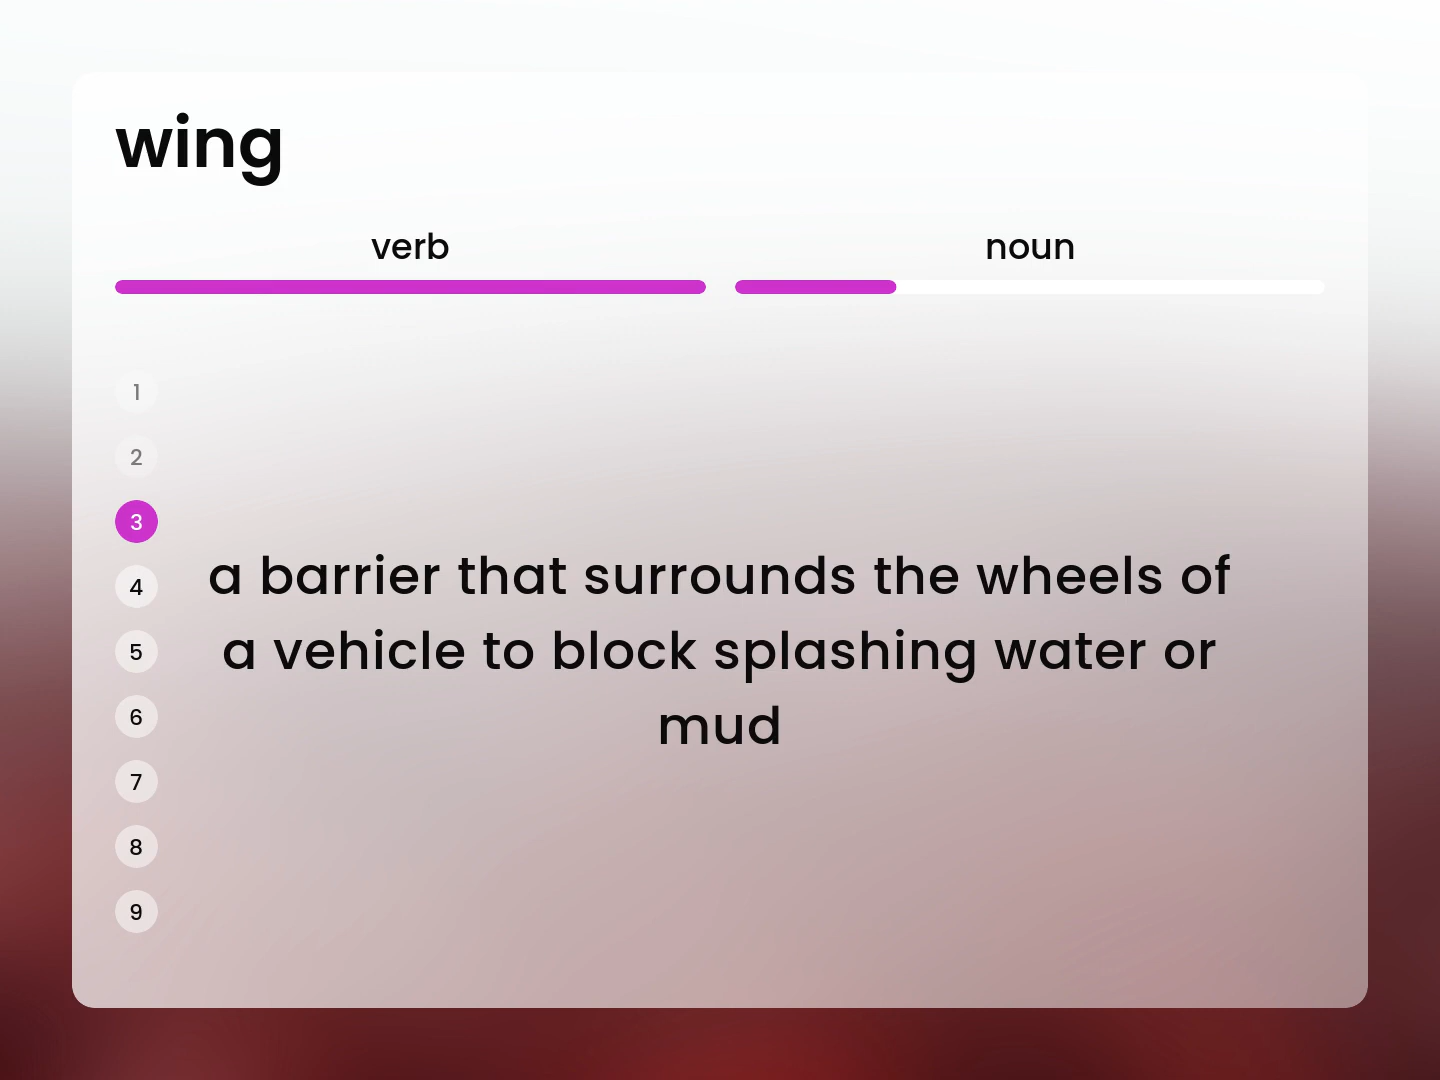 wing
verb
noun
1
2
3
4
5
6
7
8
9
a barrier that surrounds the wheels of
a vehicle to block splashing water or
mud